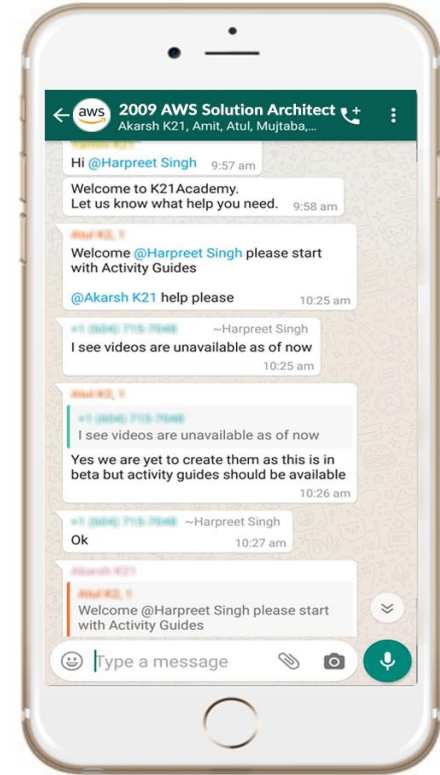 aws
2009 AWS Solution Architect
Akarsh K21, Amit, Atul, Mujtaba,...
Hi @Harpreet Singh 9:57 am
Welcome to K21Academy.
Let us know what help you need. 9:58 am
Welcome @Harpreet Singh please start
with Activity Guides
@Akarsh K21 help please 10:25 am
~Harpreet Singh
I see videos are unavailable as of now
10:25 am
I see videos are unavailable as of now
Yes we are yet to create them as this is in
beta but activity guides should be available
10:26 am
~Harpreet Singh
Ok 10:27 am
Welcome @Harpreet Singh please start
with Activity Guides
Type a message